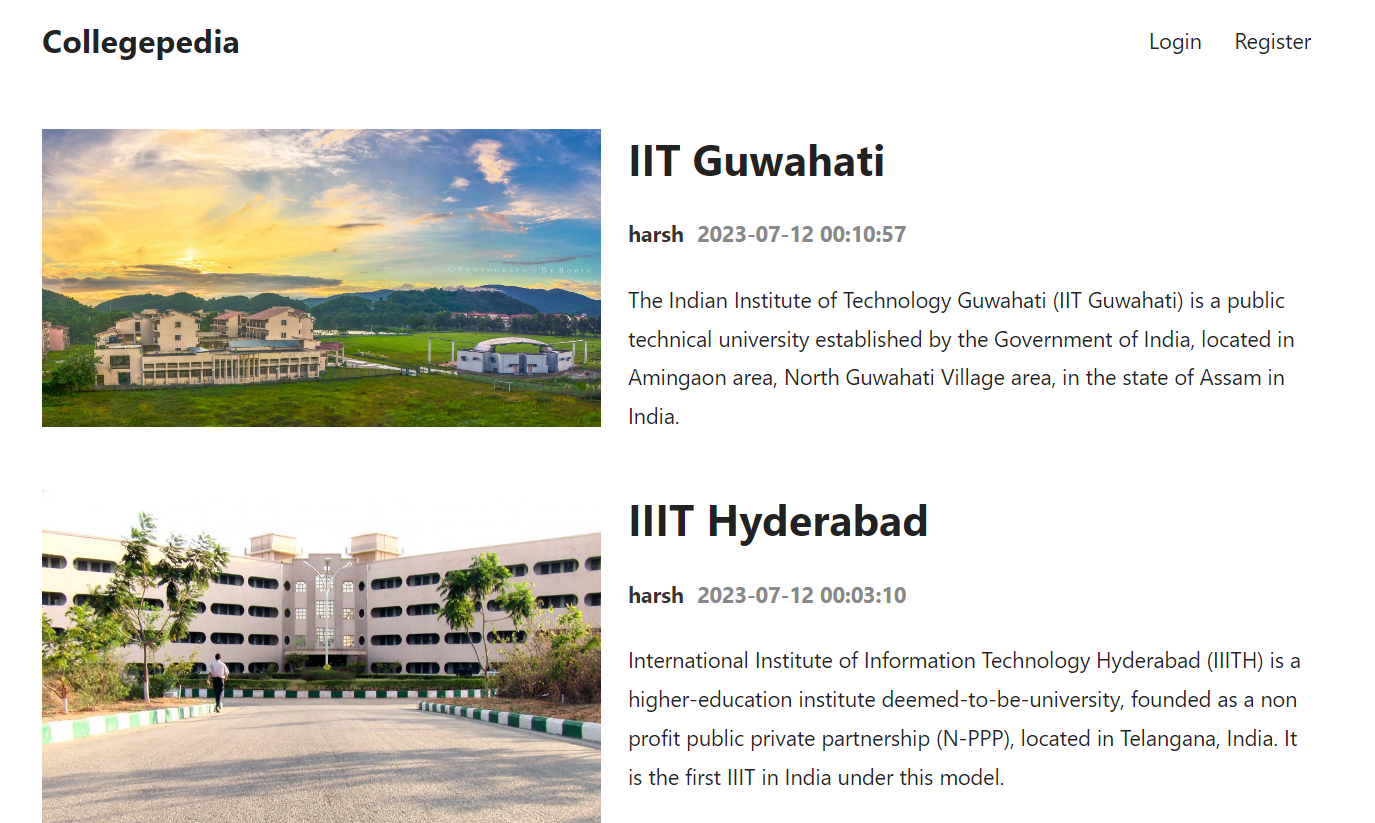 Collegepedia
Login Register
IIT Guwahati
harsh 2023-07-12 00:10:57
The Indian Institute of Technology Guwahati (IIT Guwahati) is a public
technical university established by the Government of India, located in
Amingaon area, North Guwahati Village area, in the state of Assam in
India.
© Photograph : By Robin
IIIT Hyderabad
harsh 2023-07-12 00:03:10
International Institute of Information Technology Hyderabad (IIITH) is a
higher-education institute deemed-to-be-university, founded as a non
profit public private partnership (N-PPP), located in Telangana, India. It
is the first IIIT in India under this model.